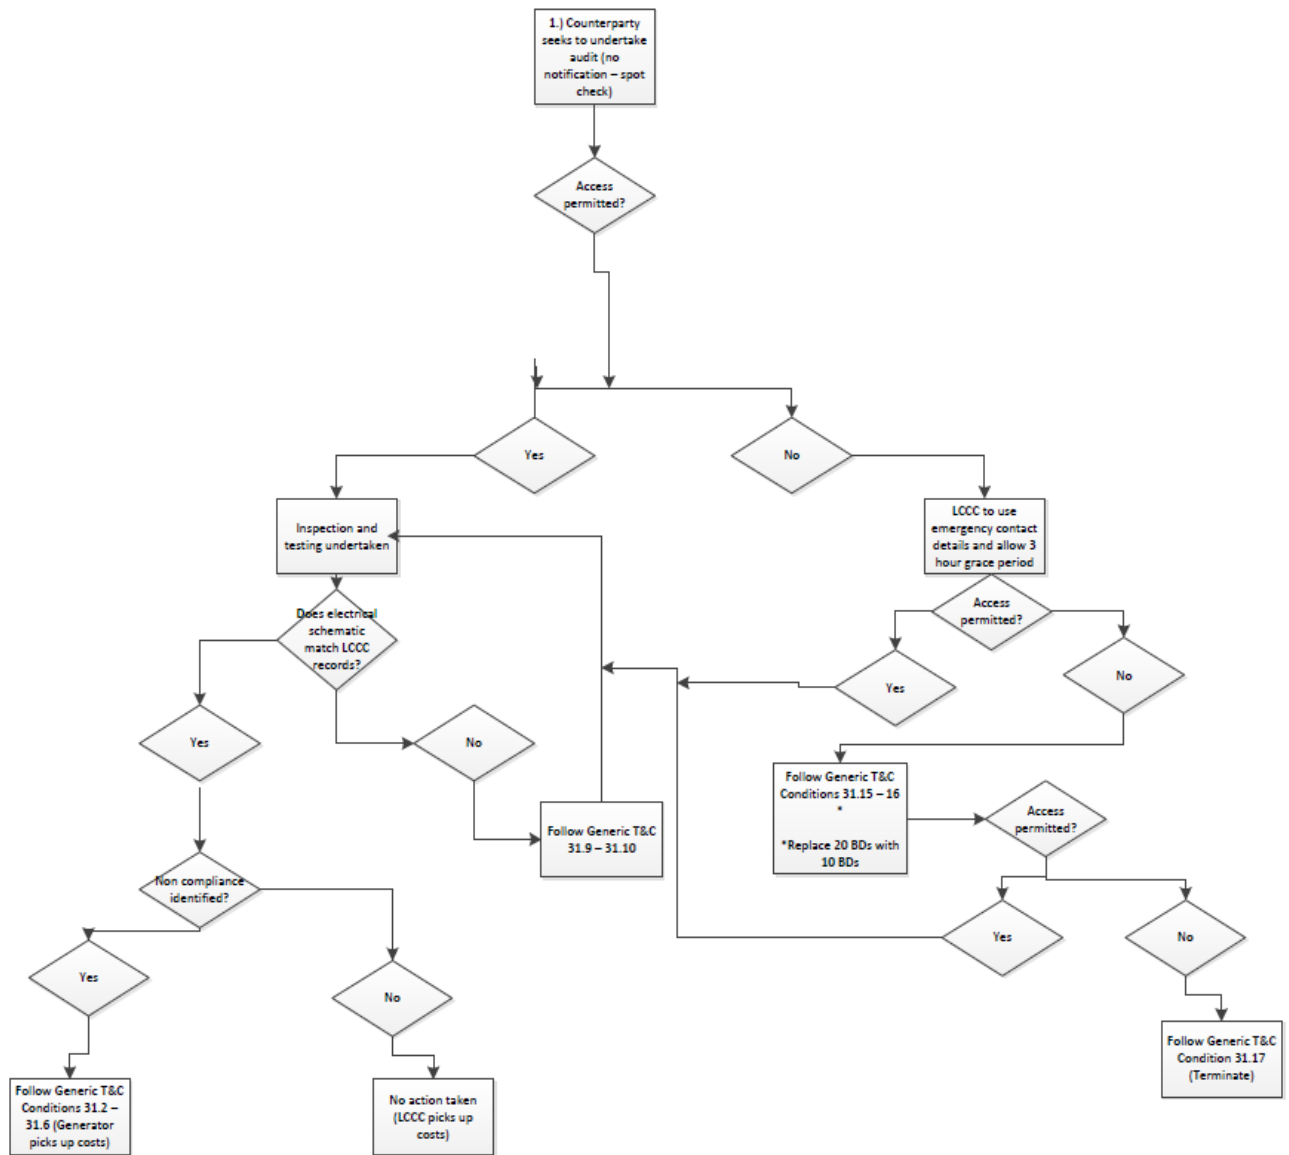 1.) Counterparty
seeks to undertake
audit (no
notification – spot
check)
Access
permitted?
Yes
No
Inspection and
testing undertaken
LCCC to use
emergency contact
details and allow 3
hour grace period
Does electrical
schematic
match LCCC
records?
Access
permitted?
Yes
No
Yes
No
Follow Generic T&C
31.9 – 31.10
Follow Generic T&C
Conditions 31.15 – 16
*
*Replace 20 BDs with
10 BDs
Access
permitted?
Non compliance
identified?
Yes
No
Yes
No
Follow Generic T&C
Condition 31.17
(Terminate)
Follow Generic T&C
Conditions 31.2 –
31.6 (Generator
picks up costs)
No action taken
(LCCC picks up
costs)